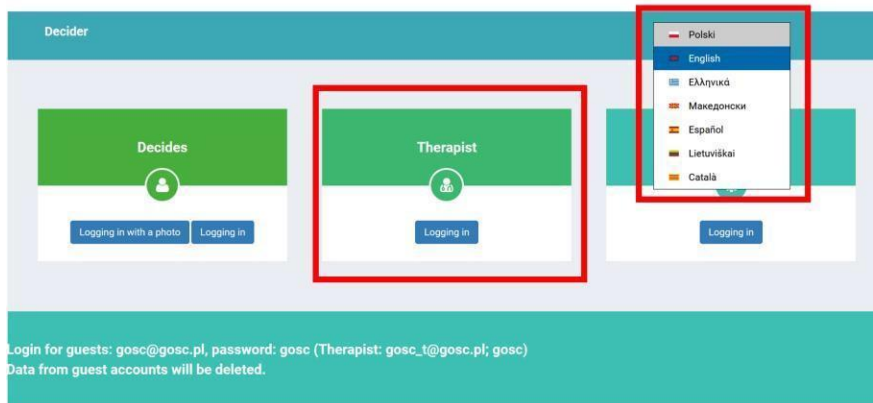 Decider
Polski
English
Ελληνικά
Македонски
Español
Lietuviškai
Català
Decides
Logging in with a photo
Logging in
Therapist
Logging in
Logging in
Login for guests: gosc@gosc.pl, password: gosc (Therapist: gosc_t@gosc.pl; gosc)
Data from guest accounts will be deleted.